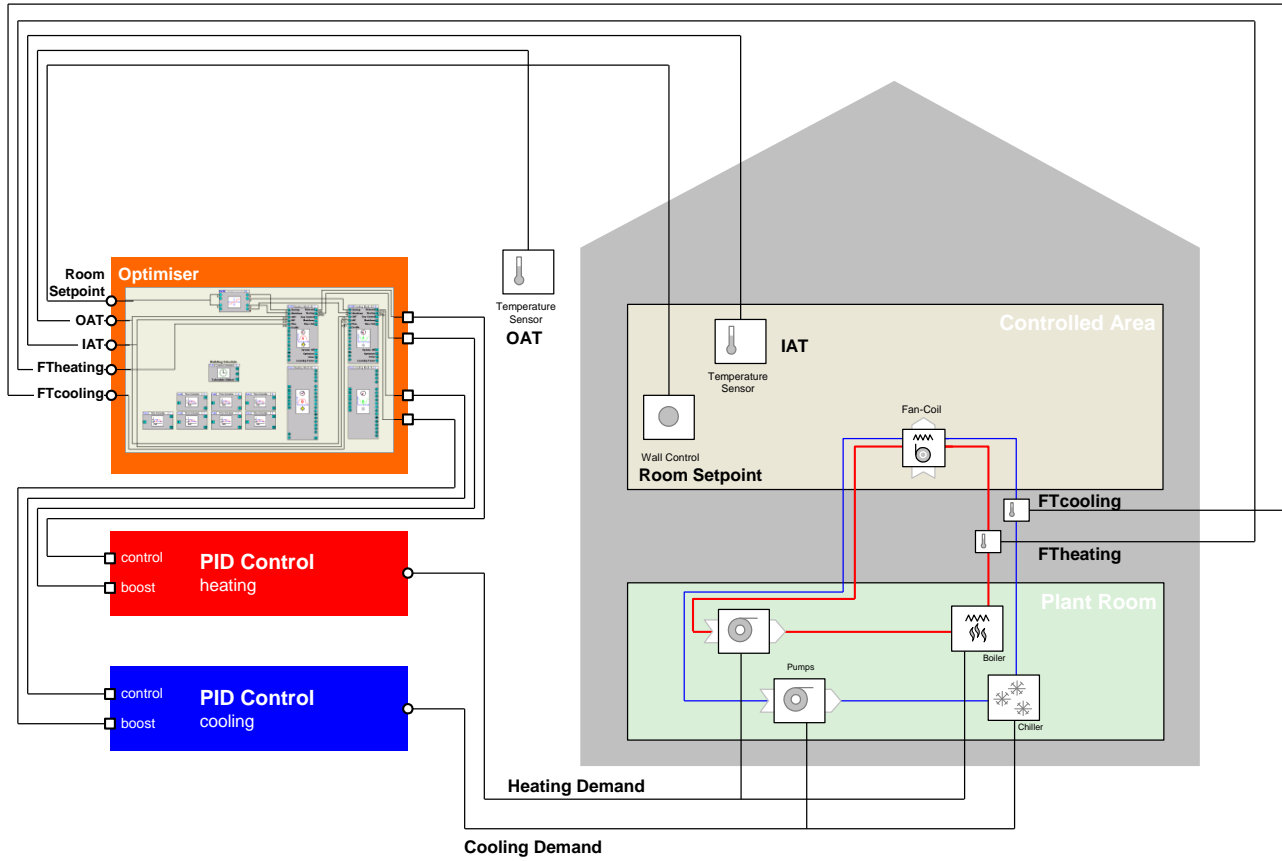 Optimiser
Room
Setpoint
OAT
IAT
FTheating
FTcooling
Temperature
Sensor
OAT
Controlled Area
IAT
Temperature
Sensor
Fan-Coil
Wall Control
Room Setpoint
FTcooling
FTheating
control
PID Control
boost
heating
Plant Room
Boiler
Pumps
control
PID Control
boost
cooling
Chiller
Heating Demand
Cooling Demand